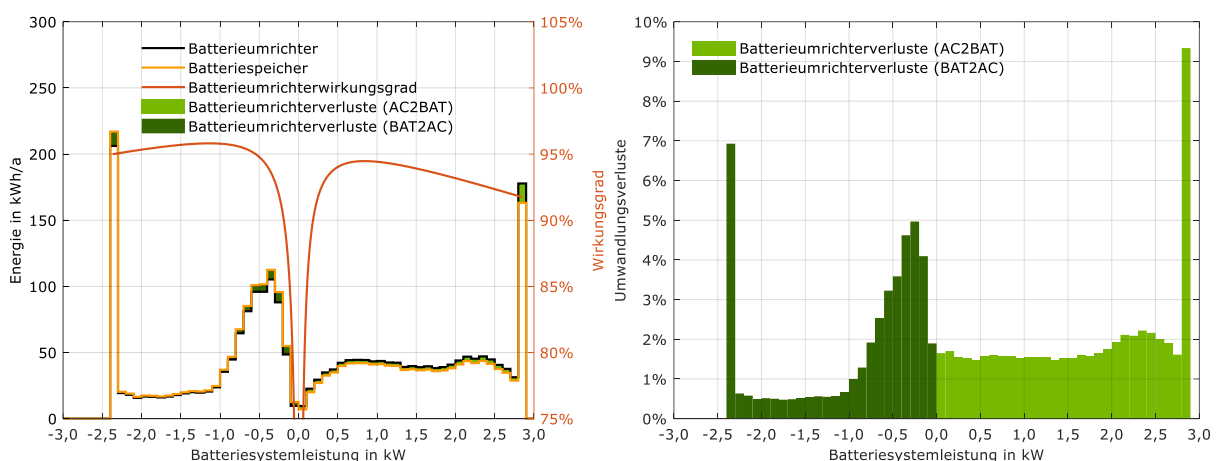 300
250
200
150
100
50
0
Energie in kWh/a
105%
100%
95%
90%
85%
80%
75%
Wirkungsgrad
Batterieumrichter
Batteriespeicher
Batterieumrichterwirkungsgrad
Batterieumrichterverluste (AC2BAT)
Batterieumrichterverluste (BAT2AC)
-3,0 -2,5 -2,0 -1,5 -1,0 -0,5 0,0 0,5 1,0 1,5 2,0 2,5 3,0
Batteriesystemleistung in kW
10%
9%
8%
7%
6%
5%
4%
3%
2%
1%
0%
Umwandlungsverluste
Batterieumrichterverluste (AC2BAT)
Batterieumrichterverluste (BAT2AC)
-3,0 -2,5 -2,0 -1,5 -1,0 -0,5 0,0 0,5 1,0 1,5 2,0 2,5 3,0
Batteriesystemleistung in kW